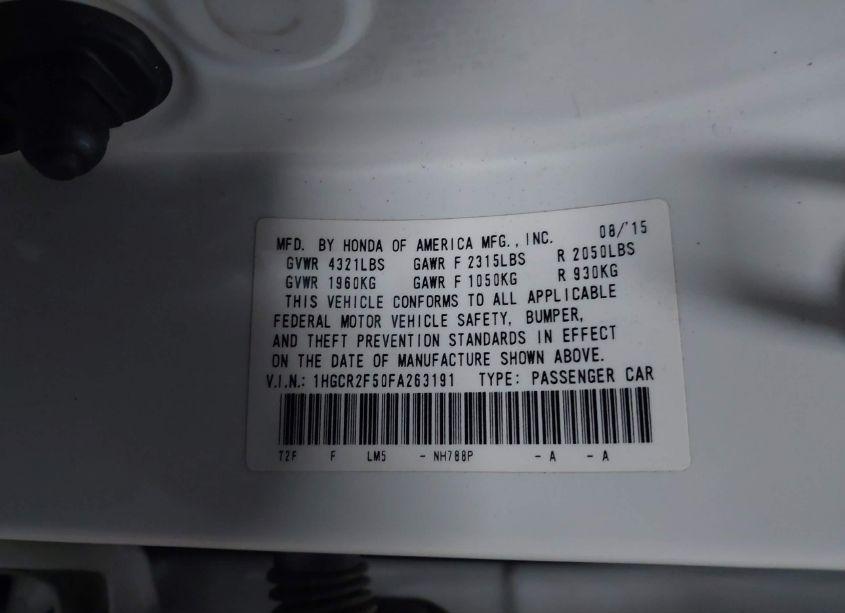 MFD. BY HONDA OF AMERICA MFG., INC. 08/'15
GVWR 4321LBS GAWR F 2315LBS R 2050LBS
GVWR 1960KG GAWR F 1050KG R 930KG
THIS VEHICLE CONFORMS TO ALL APPLICABLE
FEDERAL MOTOR VEHICLE SAFETY, BUMPER,
AND THEFT PREVENTION STANDARDS IN EFFECT
ON THE DATE OF MANUFACTURE SHOWN ABOVE.
V.I.N.: 1HGCR2F50FA263191 TYPE: PASSENGER CAR
T2F F LM5 - NH788P - A - A